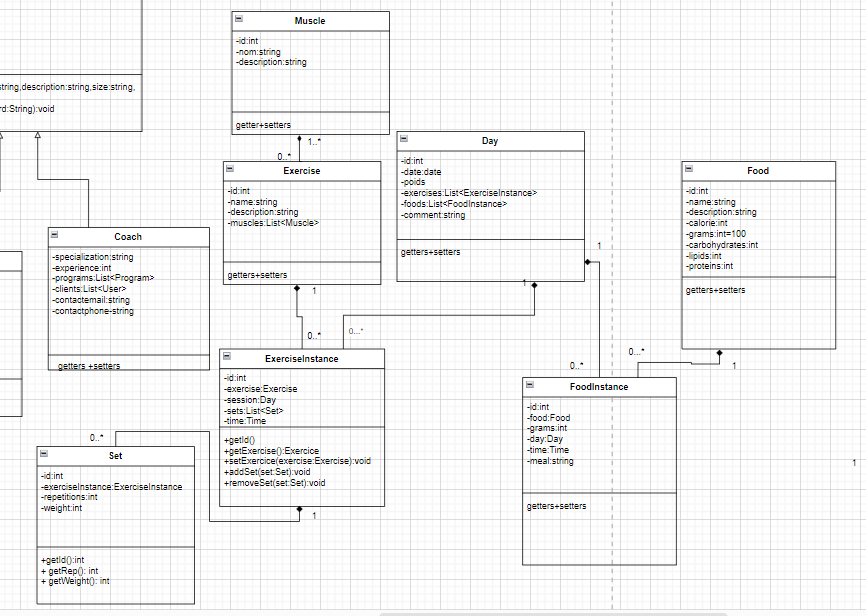 Muscle
-id:int
-nom:string
-description:string
getter+setters
1..*
0..*
string,description:string,size:string,
rd:String):void
Exercise
-id:int
-name:string
-description:string
-muscles:List<Muscle>
getters+setters
1
0..*
Day
-id:int
-date:date
-poids
-exercises:List<ExerciseInstance>
-foods:List<FoodInstance>
-comment:string
getters+setters
1
1
0...*
0..*
Food
-id:int
-name:string
-description:string
-calorie:int
-grams:int=100
-carbohydrates:int
-lipids:int
-proteins:int
getters+setters
0...*
1
Coach
-specialization:string
-experience:int
-programs:List<Program>
-clients:List<User>
-contactemail:string
-contactphone-string
getters +setters
ExerciseInstance
-id:int
-exercise:Exercise
-session:Day
-sets:List<Set>
-time:Time
+getId()
+getExercise():Exercice
+setExercice(exercise:Exercise):void
+addSet(set:Set):void
+removeSet(set:Set):void
1
0..*
FoodInstance
-id:int
-food:Food
-grams:int
-day:Day
-time:Time
-meal:string
getters+setters
1
Set
-id:int
-exerciseInstance:ExerciseInstance
-repetitions:int
-weight:int
+getId():int
+ getRep(): int
+ getWeight(): int